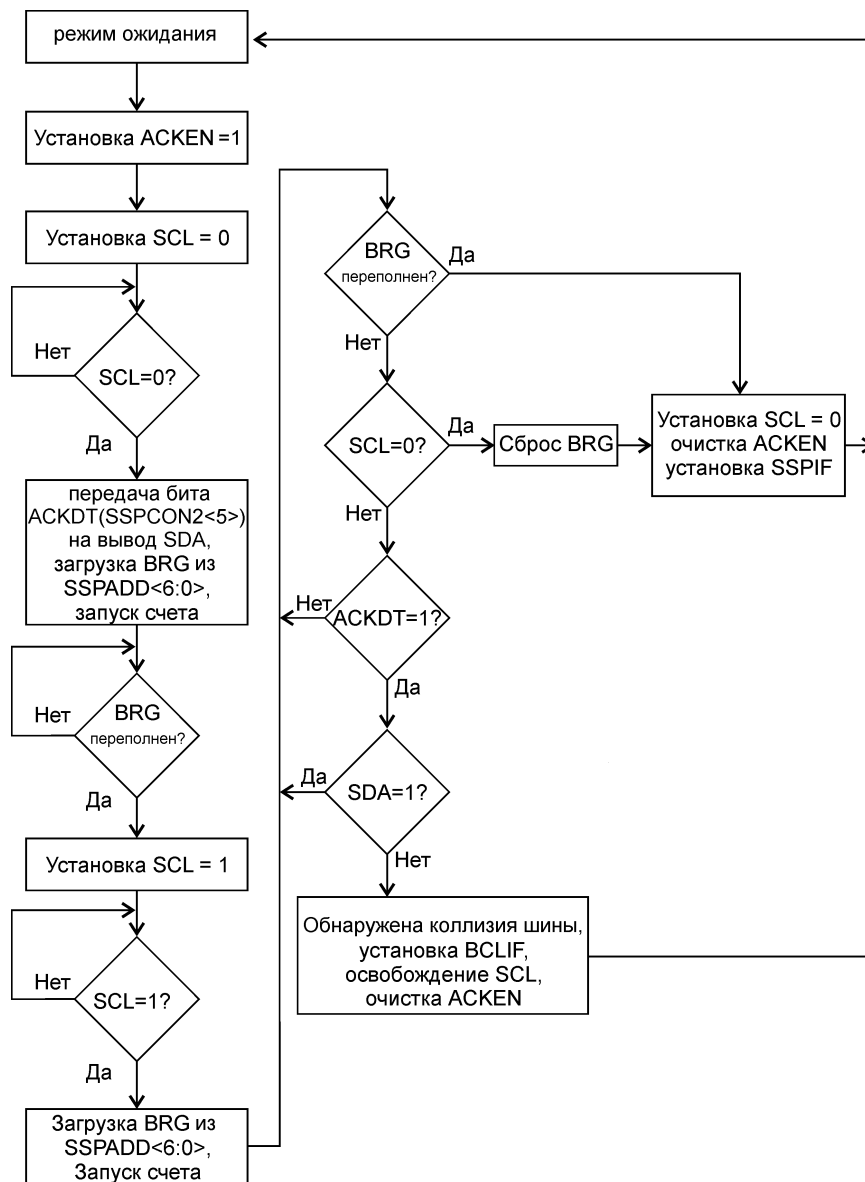 режим ожидания
Установка ACKEN =1
Установка SCL = 0
Нет
SCL=0?
Да
передача бита
ACKDT(SSPCON2<5>)
на вывод SDA,
загрузка BRG из
SSPADD<6:0>,
запуск счета
Нет
BRG
переполнен?
Да
Установка SCL = 1
Нет
SCL=1?
Да
Загрузка BRG из
SSPADD<6:0>,
Запуск счета
BRG
переполнен?
Да
Нет
SCL=0?
Да
Сброс BRG
Установка SCL = 0
очистка ACKEN
установка SSPIF
Нет
ACKDT=1?
Нет
Да
SDA=1?
Да
Нет
Обнаружена коллизия шины,
установка BCLIF,
освобождение SCL,
очистка ACKEN